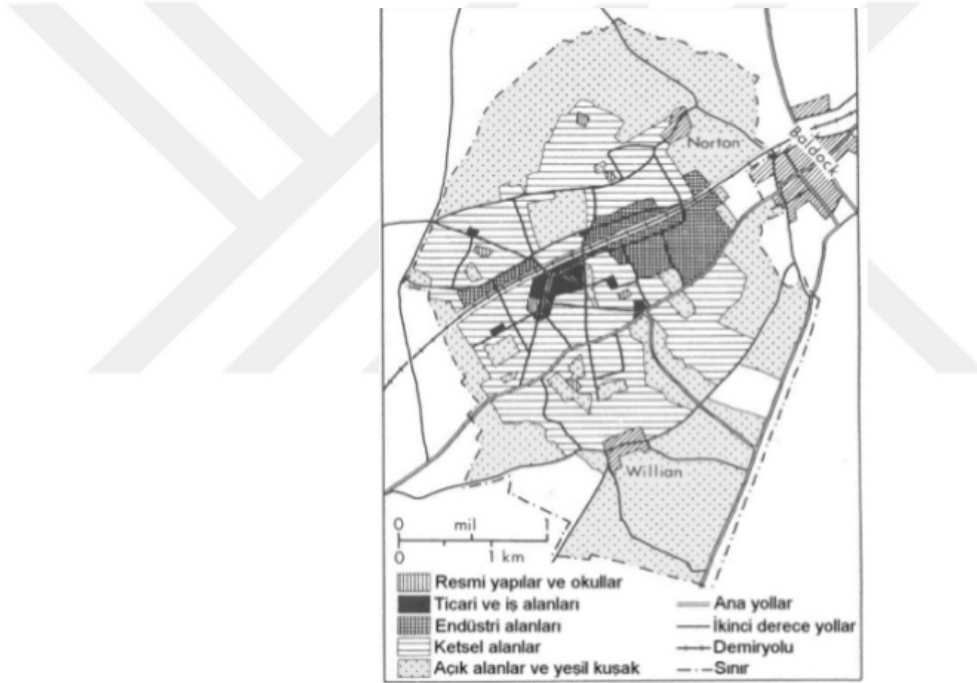 Norton
Baldock
Willian
0 mil 1
0 1 km
Resmi yapılar ve okullar
Ticari ve iş alanları
Endüstri alanları
Ketsel alanlar
Açık alanlar ve yeşil kuşak
Ana yollar
İkinci derece yollar
Demiryolu
Sınır